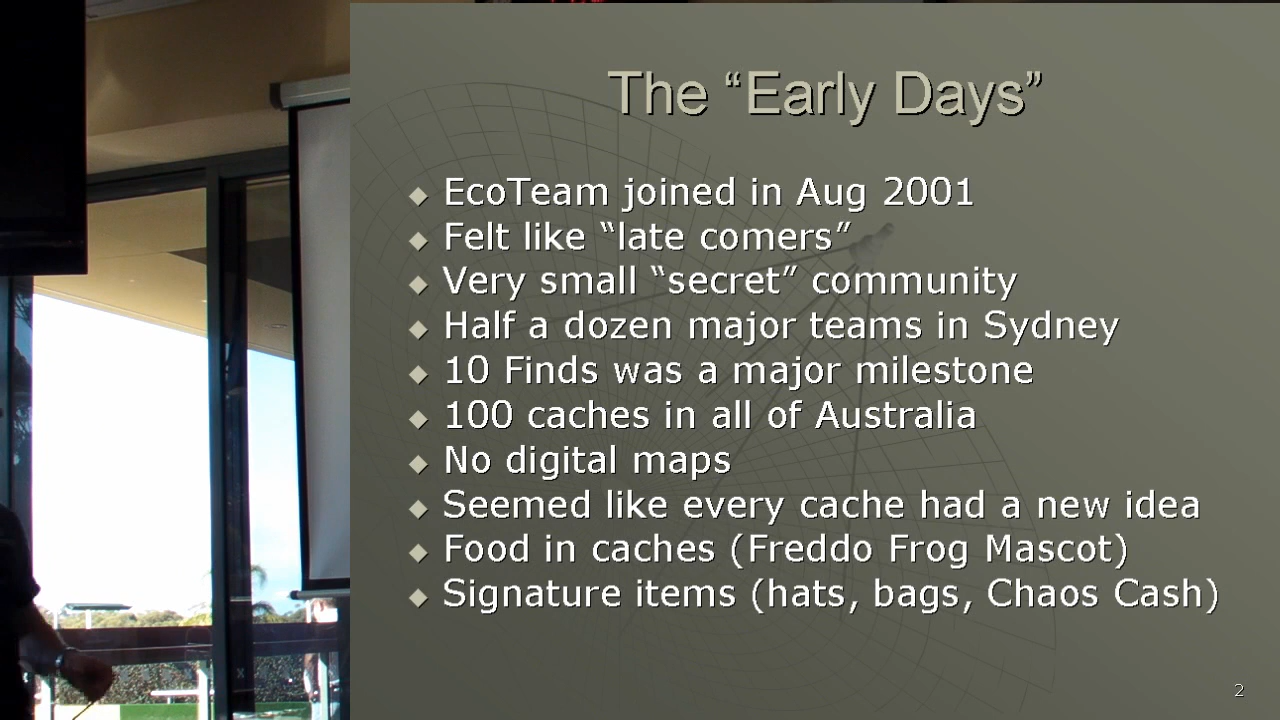 The “Early Days”
EcoTeam joined in Aug 2001
Felt like “late comers”
Very small “secret” community
Half a dozen major teams in Sydney
10 Finds was a major milestone
100 caches in all of Australia
No digital maps
Seemed like every cache had a new idea
Food in caches (Freddo Frog Mascot)
Signature items (hats, bags, Chaos Cash)
2